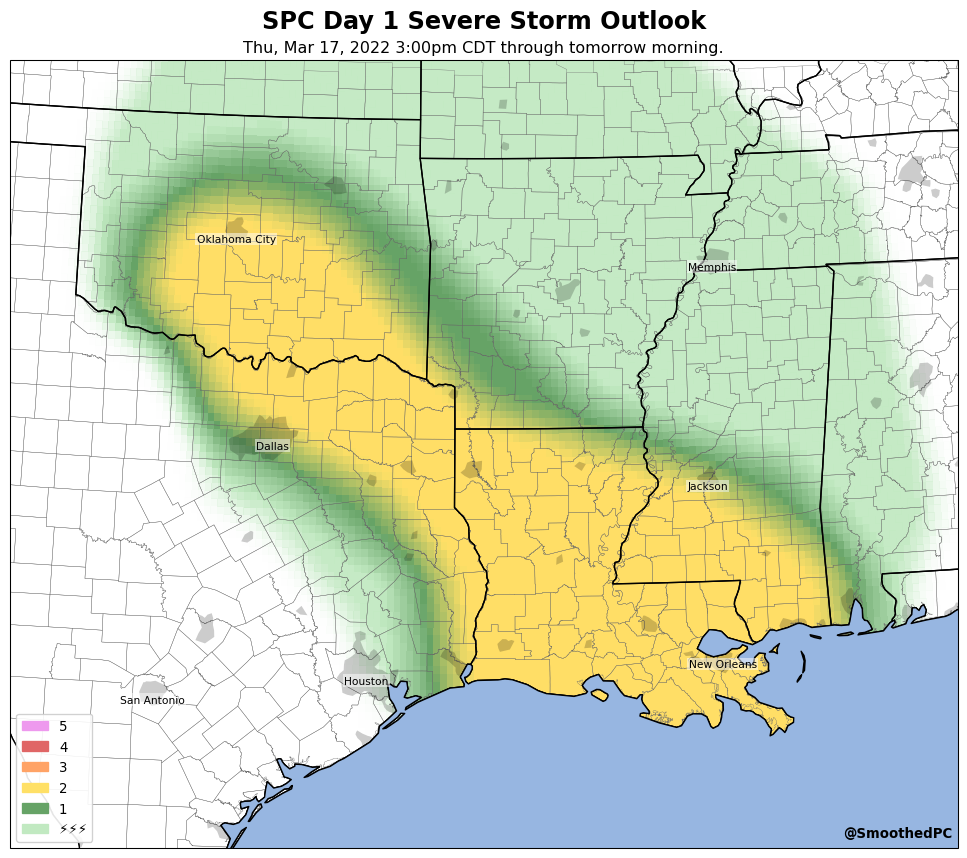 SPC Day 1 Severe Storm Outlook
Thu, Mar 17, 2022 3:00pm CDT through tomorrow morning.
Oklahoma City
Memphis
Dallas
Jackson
New Orleans
Houston
San Antonio
5
4
3
2
1
⚡⚡⚡
@SmoothedPC